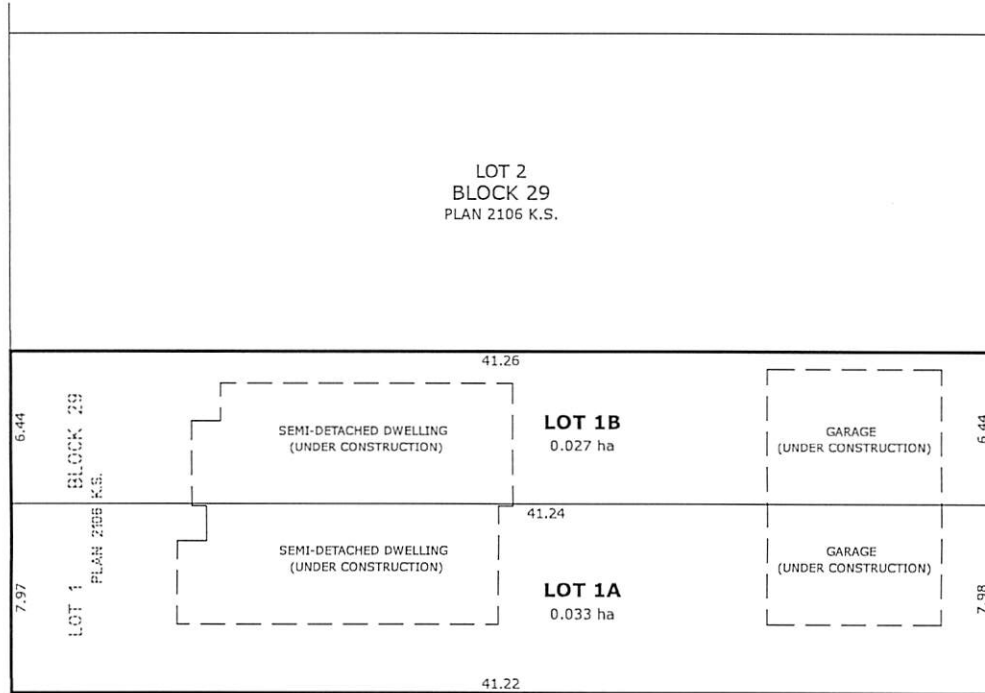 LOT 2
BLOCK 29
PLAN 2106 K.S.
41.26
6.44
BLOCK 29
SEMI-DETACHED DWELLING
(UNDER CONSTRUCTION)
LOT 1B
0.027 ha
GARAGE
(UNDER CONSTRUCTION)
6.44
41.24
7.97
LOT 1
PLAN 2106 K.S.
SEMI-DETACHED DWELLING
(UNDER CONSTRUCTION)
LOT 1A
0.033 ha
GARAGE
(UNDER CONSTRUCTION)
7.98
41.22